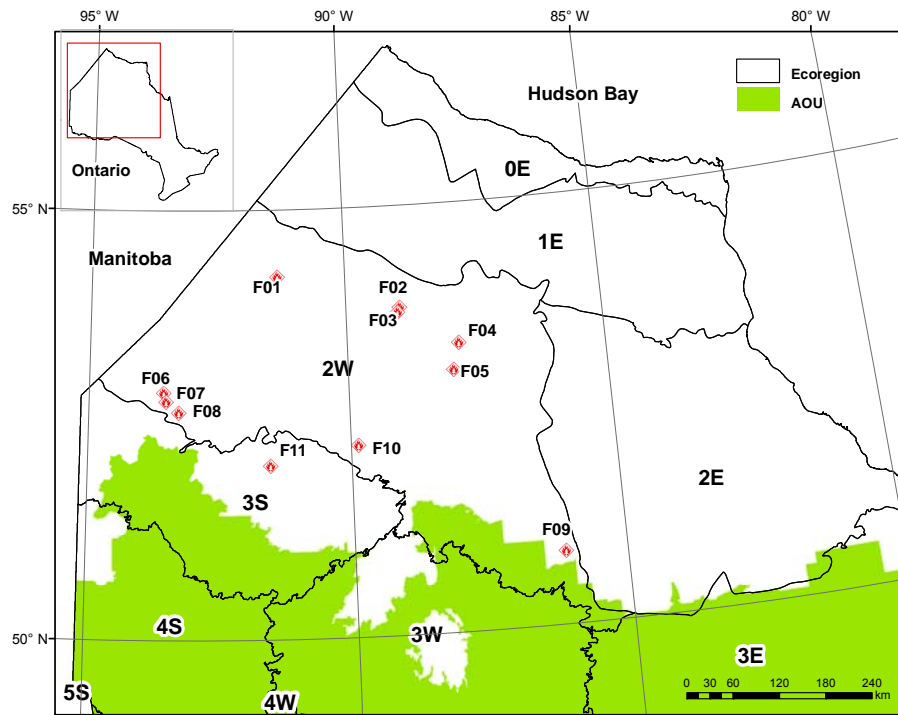 95° W
90° W
85° W
80° W
Hudson Bay
Ecoregion
AOU
Ontario
0E
55° N
1E
Manitoba
F01
F02
F03
F04
2W
F05
F06
F07
F08
F11
F10
2E
3S
F09
4S
3W
50° N
3E
5S
4W
0 30 60 120 180 240
km